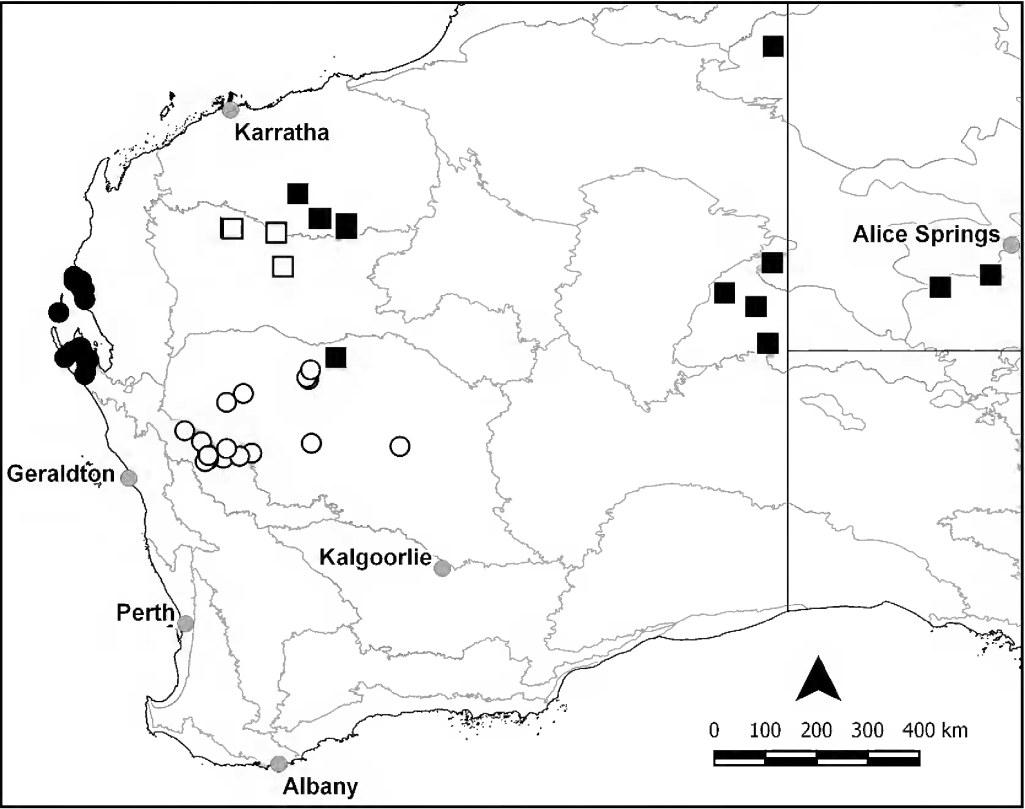 Karratha
Alice Springs
Geraldton
Kalgoorlie
Perth
0 100 200 300 400 km
Albany